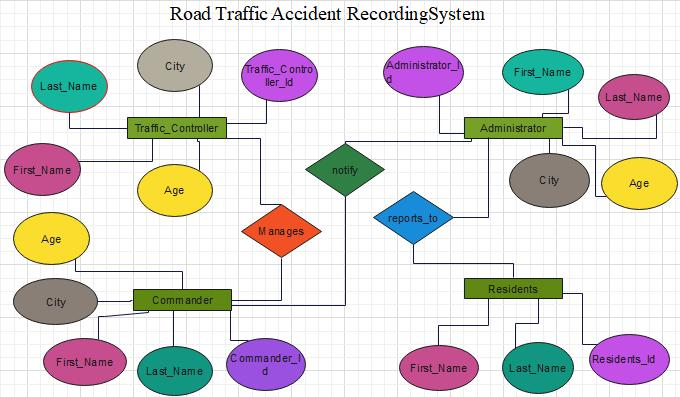 Road Traffic Accident RecordingSystem
City
Traffic_Contro
ller_Id
Last_Name
Administrator_I
d
First_Name
Last_Name
Traffic_Controller
Administrator
First_Name
Age
notify
City
Age
Age
Manages
reports_to
City
Commander
Residents
First_Name
Last_Name
Commander_I
d
First_Name
Last_Name
Residents_Id